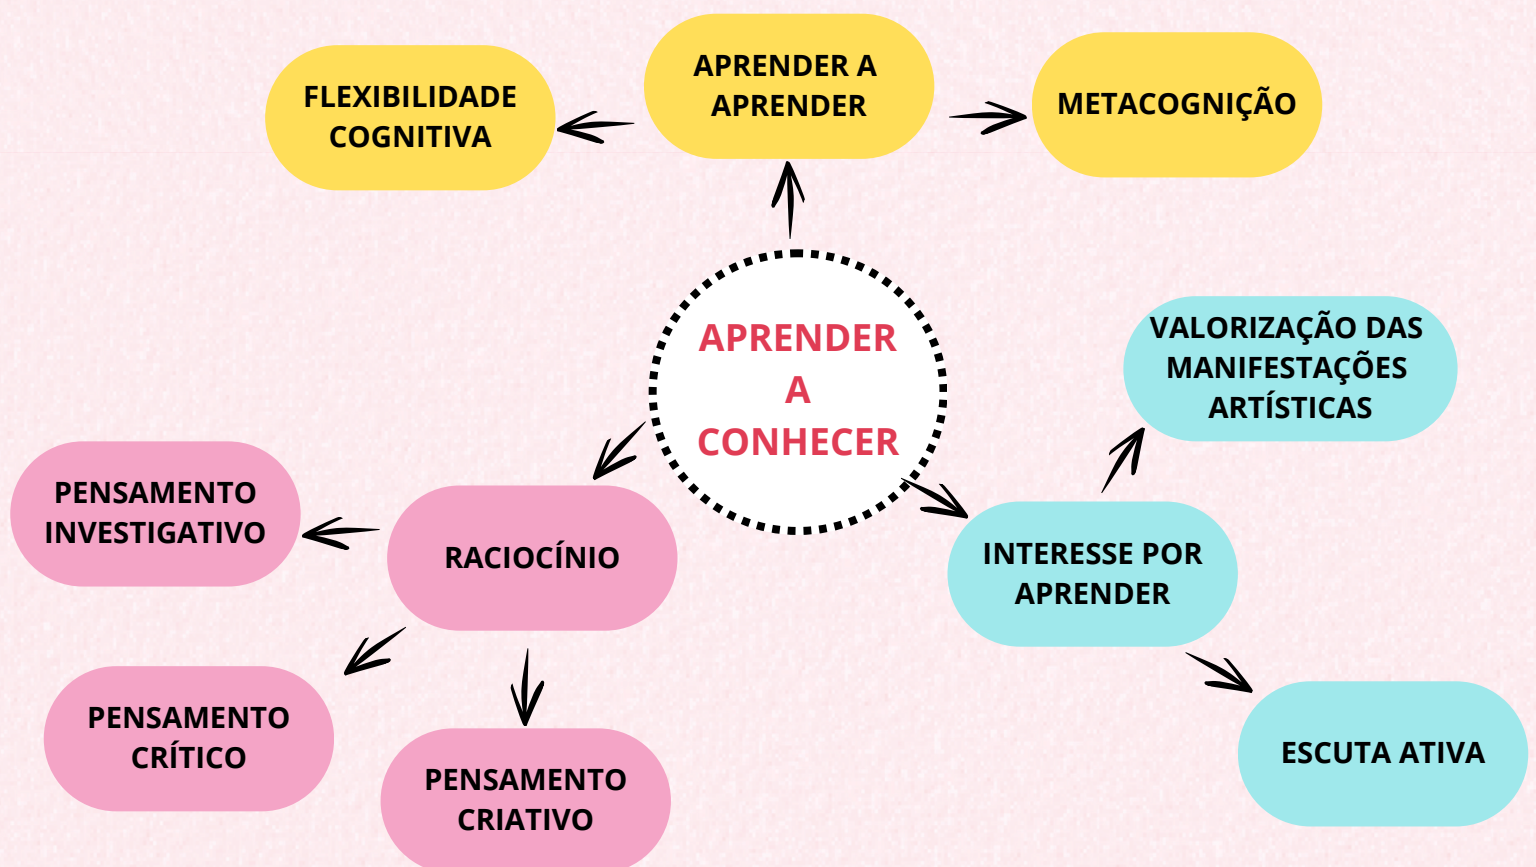 FLEXIBILIDADE
COGNITIVA
APRENDER A
APRENDER
METACOGNIÇÃO
APRENDER
A
CONHECER
VALORIZAÇÃO DAS
MANIFESTAÇÕES
ARTÍSTICAS
PENSAMENTO
INVESTIGATIVO
RACIOCÍNIO
INTERESSE POR
APRENDER
PENSAMENTO
CRÍTICO
PENSAMENTO
CRIATIVO
ESCUTA ATIVA